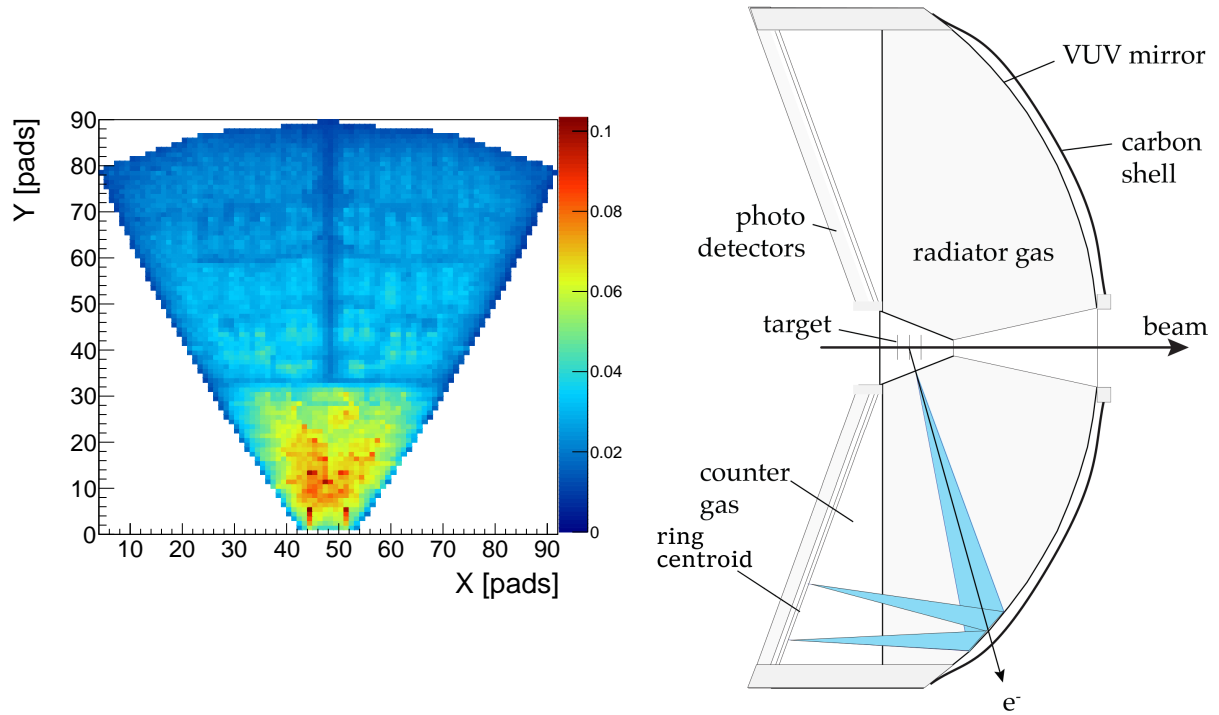 Y [pads]
90
80
70
60
50
40
30
20
10
0
10
20
30
40
50
60
70
80
90
X [pads]
0.1
0.08
0.06
0.04
0.02
0
VUV mirror
carbon
shell
photo
detectors
radiator gas
target
beam
counter
gas
ring
centroid
e-